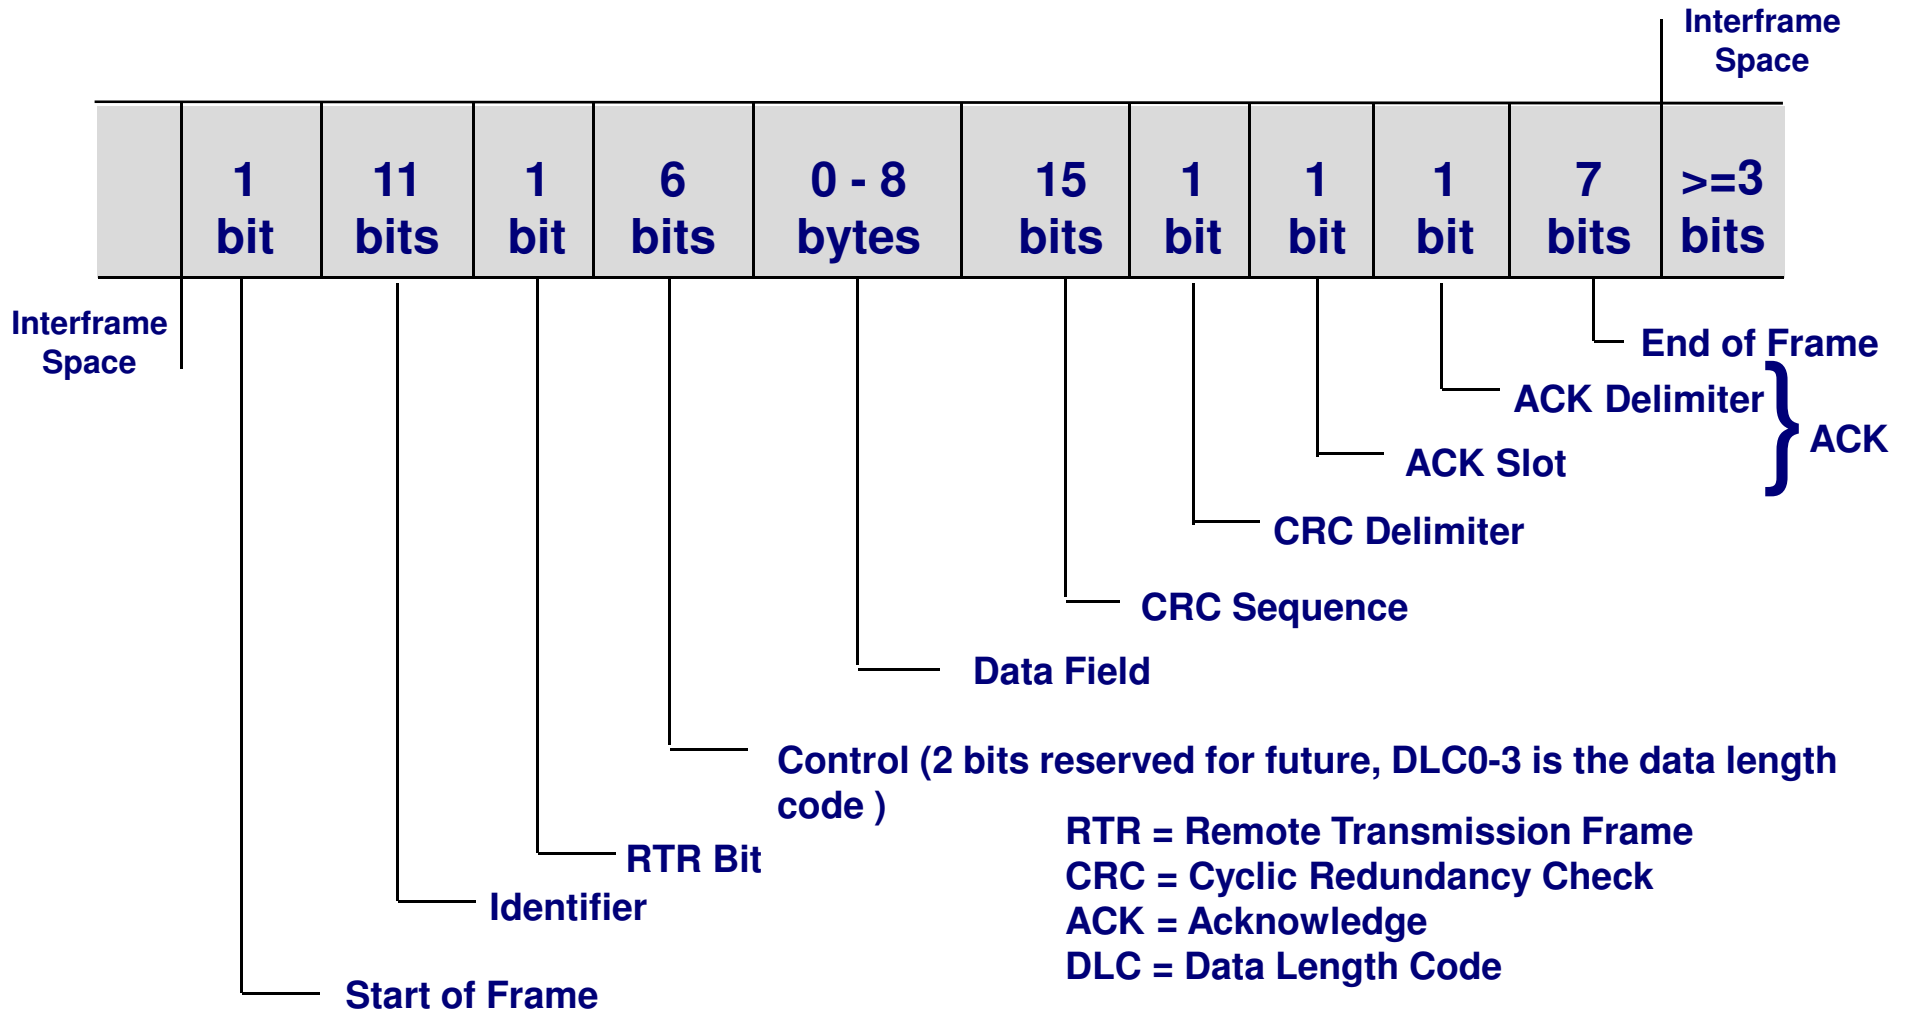 Interframe
Space
1 11 1 6 0 - 8 15 1 1 1 7 >=3
bit bits bit bits bytes bits bit bit bit bits bits
Interframe
Space
End of Frame
ACK Delimiter
} ACK
ACK Slot
CRC Delimiter
CRC Sequence
Data Field
Control (2 bits reserved for future, DLC0-3 is the data length
code )
RTR = Remote Transmission Frame
RTR Bit
CRC = Cyclic Redundancy Check
Identifier
ACK = Acknowledge
DLC = Data Length Code
Start of Frame